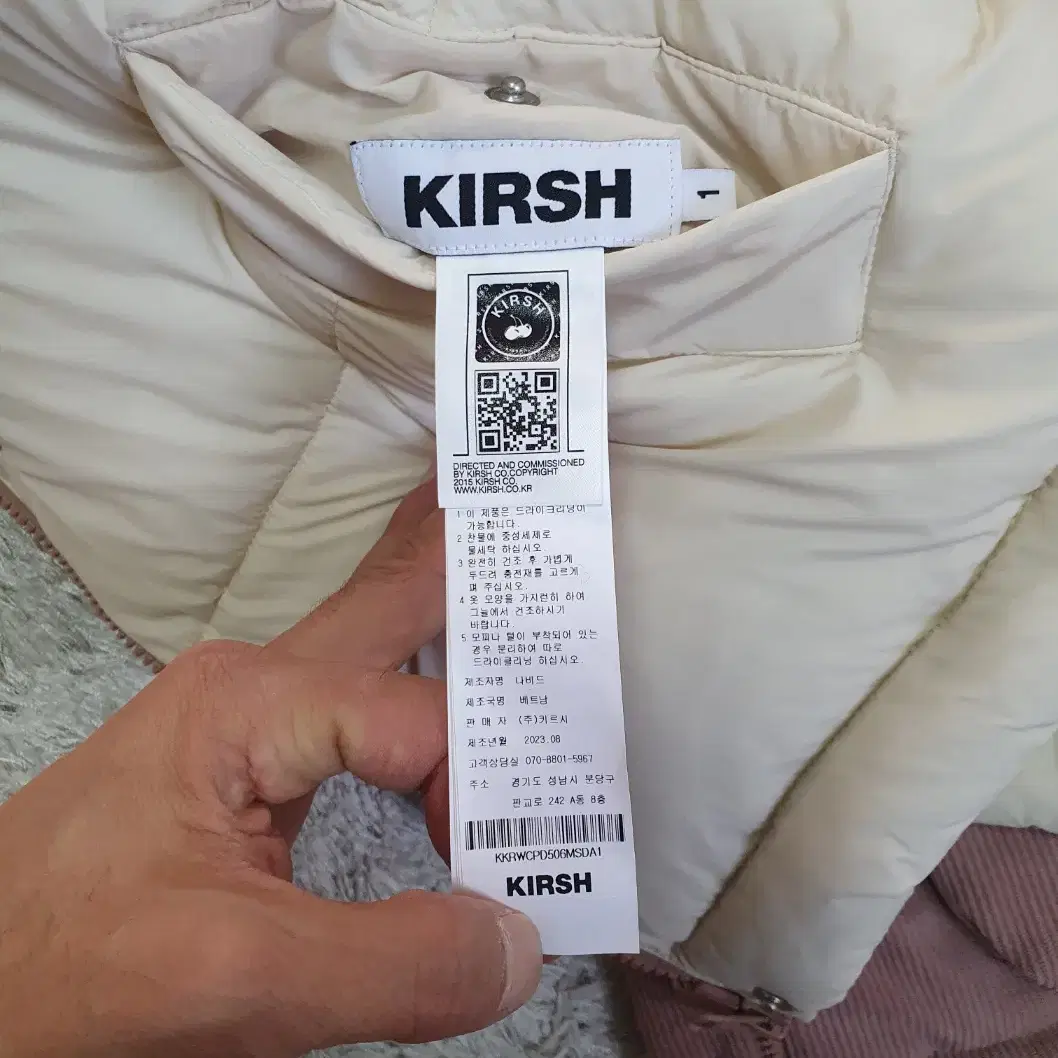 KIRSH
1
KIRSH
DIRECTED AND COMMISSIONED
BY KIRSH CO.COPYRIGHT
2015 KIRSH CO.
WWW.KIRSH.CO.KR
1 이 제품은 드라이크리닝이
가능합니다.
2 찬물에 중성세제로
물세탁 하십시오.
3 완전히 건조 후 가볍게
두드려 충전재를 고르게
펴 주십시오.
4 옷 모양을 가지런히 하여
그늘에서 건조하시기
바랍니다.
5 모피나 털이 부착되어 있는
경우 분리하여 따로
드라이클리닝 하십시오.
제조자명 나비드
제조국명 베트남
판 매 자 (주)키르시
제조년월 2023.08
고객상담실 070-8801-5967
주소 경기도 성남시 분당구
판교로 242 A동 8층
KKRWCPD506MSDA1
KIRSH